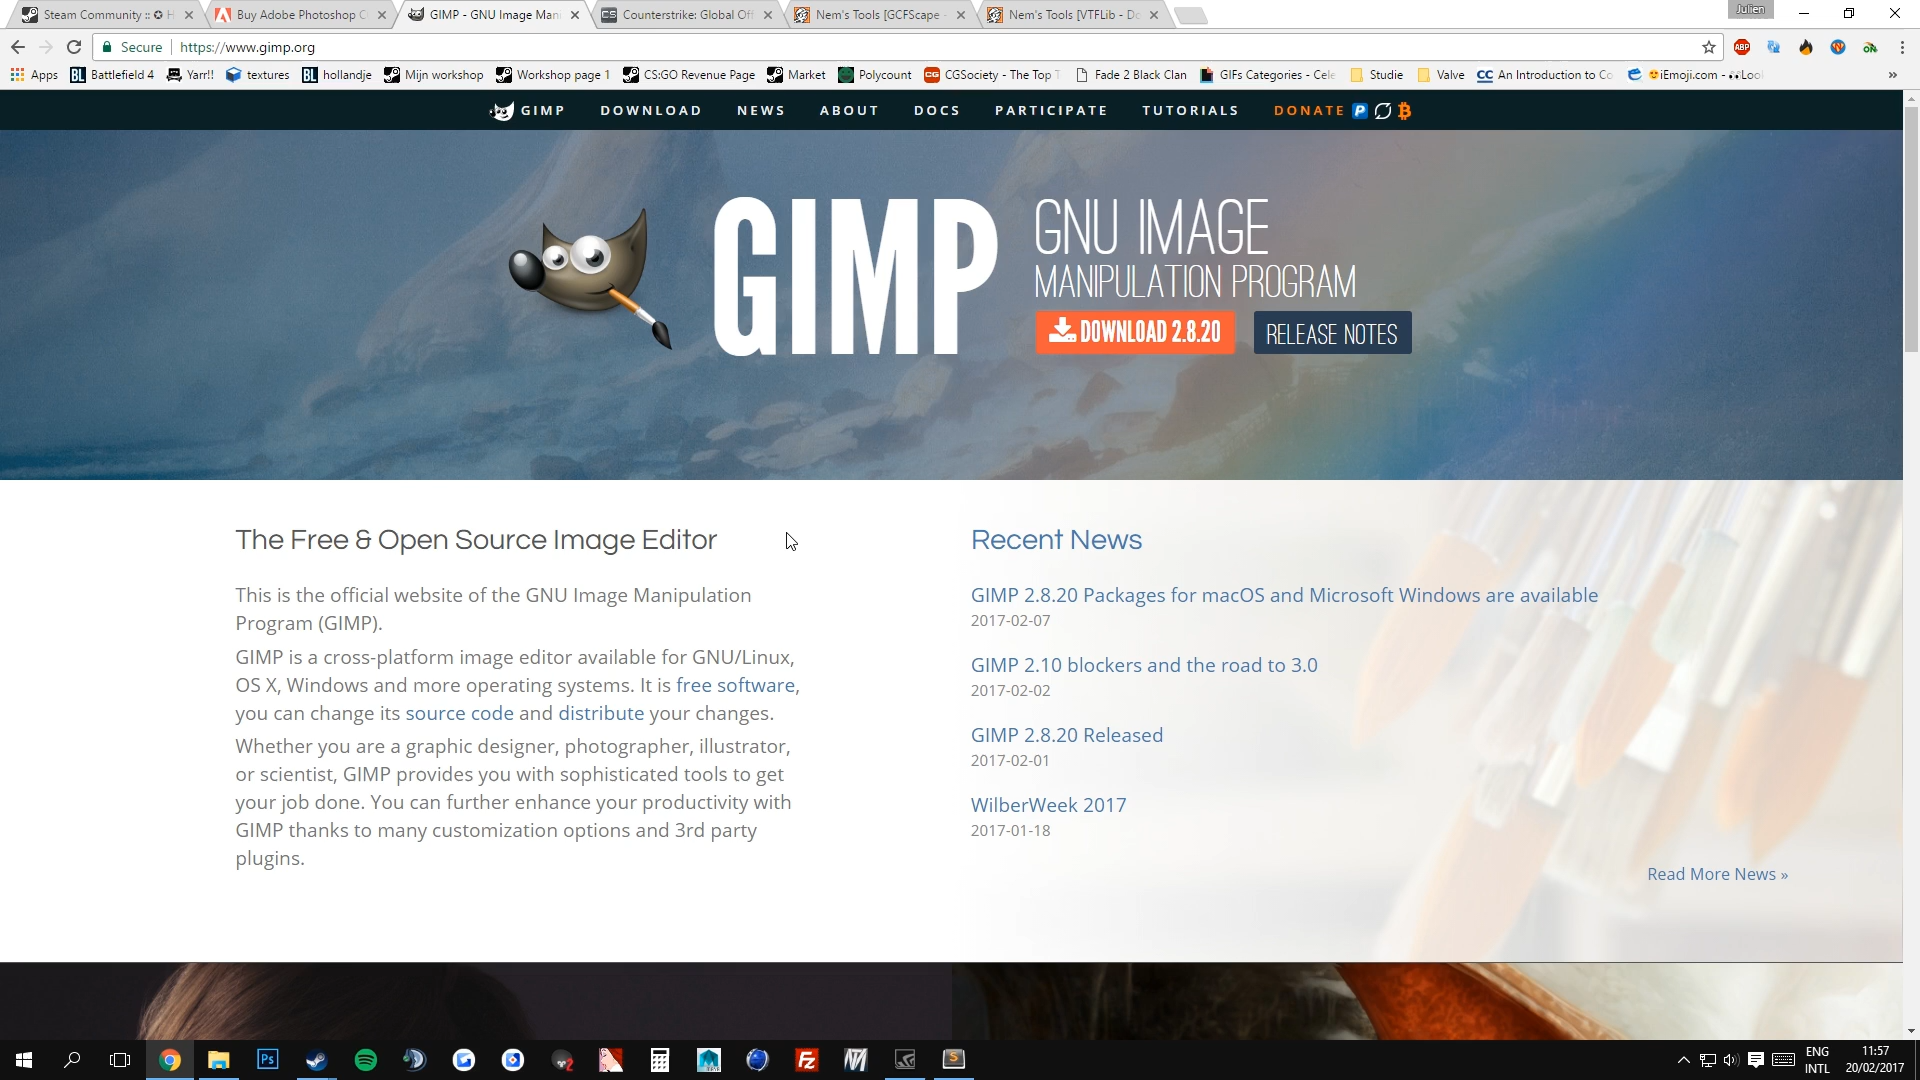 Steam Community :: ✪ H
Buy Adobe Photoshop C
GIMP - GNU Image Mani
Counterstrike: Global Off
Nem's Tools [GCFScape -
Nem's Tools [VTFLib - Do
Julien
Secure
https://www.gimp.org
ABP
Apps
BL Battlefield 4
Yarr!!
textures
BL hollandje
Mijn workshop
Workshop page 1
CS:GO Revenue Page
Market
Polycount
CG CGSociety - The Top T
Fade 2 Black Clan
GIFs Categories - Cele
Studie
Valve
CC An Introduction to Co
iEmoji.com - 👀Loo
»
GIMP
DOWNLOAD
NEWS
ABOUT
DOCS
PARTICIPATE
TUTORIALS
DONATE
GIMP
GNU IMAGE
MANIPULATION PROGRAM
DOWNLOAD 2.8.20
RELEASE NOTES
The Free & Open Source Image Editor
This is the official website of the GNU Image Manipulation
Program (GIMP).
GIMP is a cross-platform image editor available for GNU/Linux,
OS X, Windows and more operating systems. It is free software,
you can change its source code and distribute your changes.
Whether you are a graphic designer, photographer, illustrator,
or scientist, GIMP provides you with sophisticated tools to get
your job done. You can further enhance your productivity with
GIMP thanks to many customization options and 3rd party
plugins.
Recent News
GIMP 2.8.20 Packages for macOS and Microsoft Windows are available
2017-02-07
GIMP 2.10 blockers and the road to 3.0
2017-02-02
GIMP 2.8.20 Released
2017-02-01
WilberWeek 2017
2017-01-18
Read More News »
Ps
Fz
S
ENG
INTL
11:57
20/02/2017